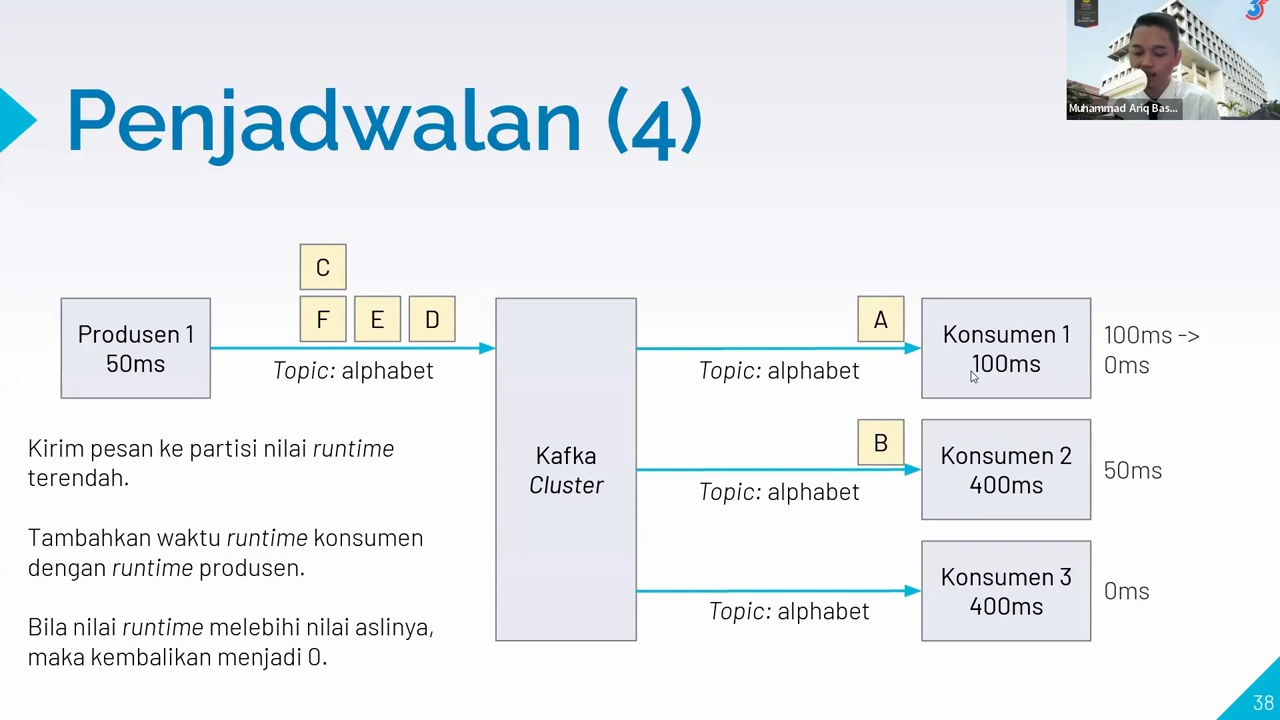 Muhammad Ariq Bas...
Penjadwalan (4)
C
F E D
A
Produsen 1
50ms
Topic: alphabet
Topic: alphabet
Konsumen 1
100ms
100ms ->
0ms
Kirim pesan ke partisi nilai runtime
terendah.
Tambahkan waktu runtime konsumen
dengan runtime produsen.
Bila nilai runtime melebihi nilai aslinya,
maka kembalikan menjadi 0.
Kafka
Cluster
B
Topic: alphabet
Konsumen 2
400ms
50ms
Topic: alphabet
Konsumen 3
400ms
0ms
38